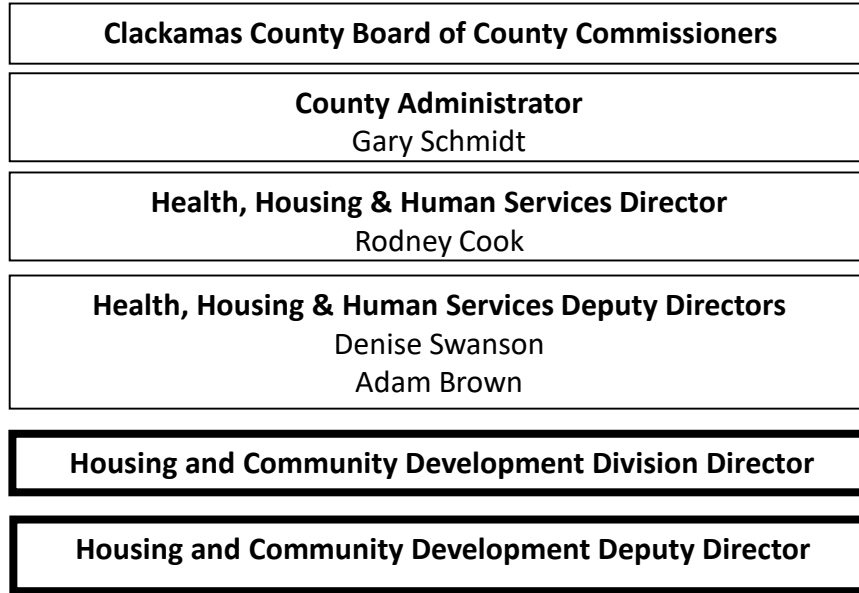 Clackamas County Board of County Commissioners
County Administrator
Gary Schmidt
Health, Housing & Human Services Director
Rodney Cook
Health, Housing & Human Services Deputy Directors
Denise Swanson
Adam Brown
Housing and Community Development Division Director
Housing and Community Development Deputy Director